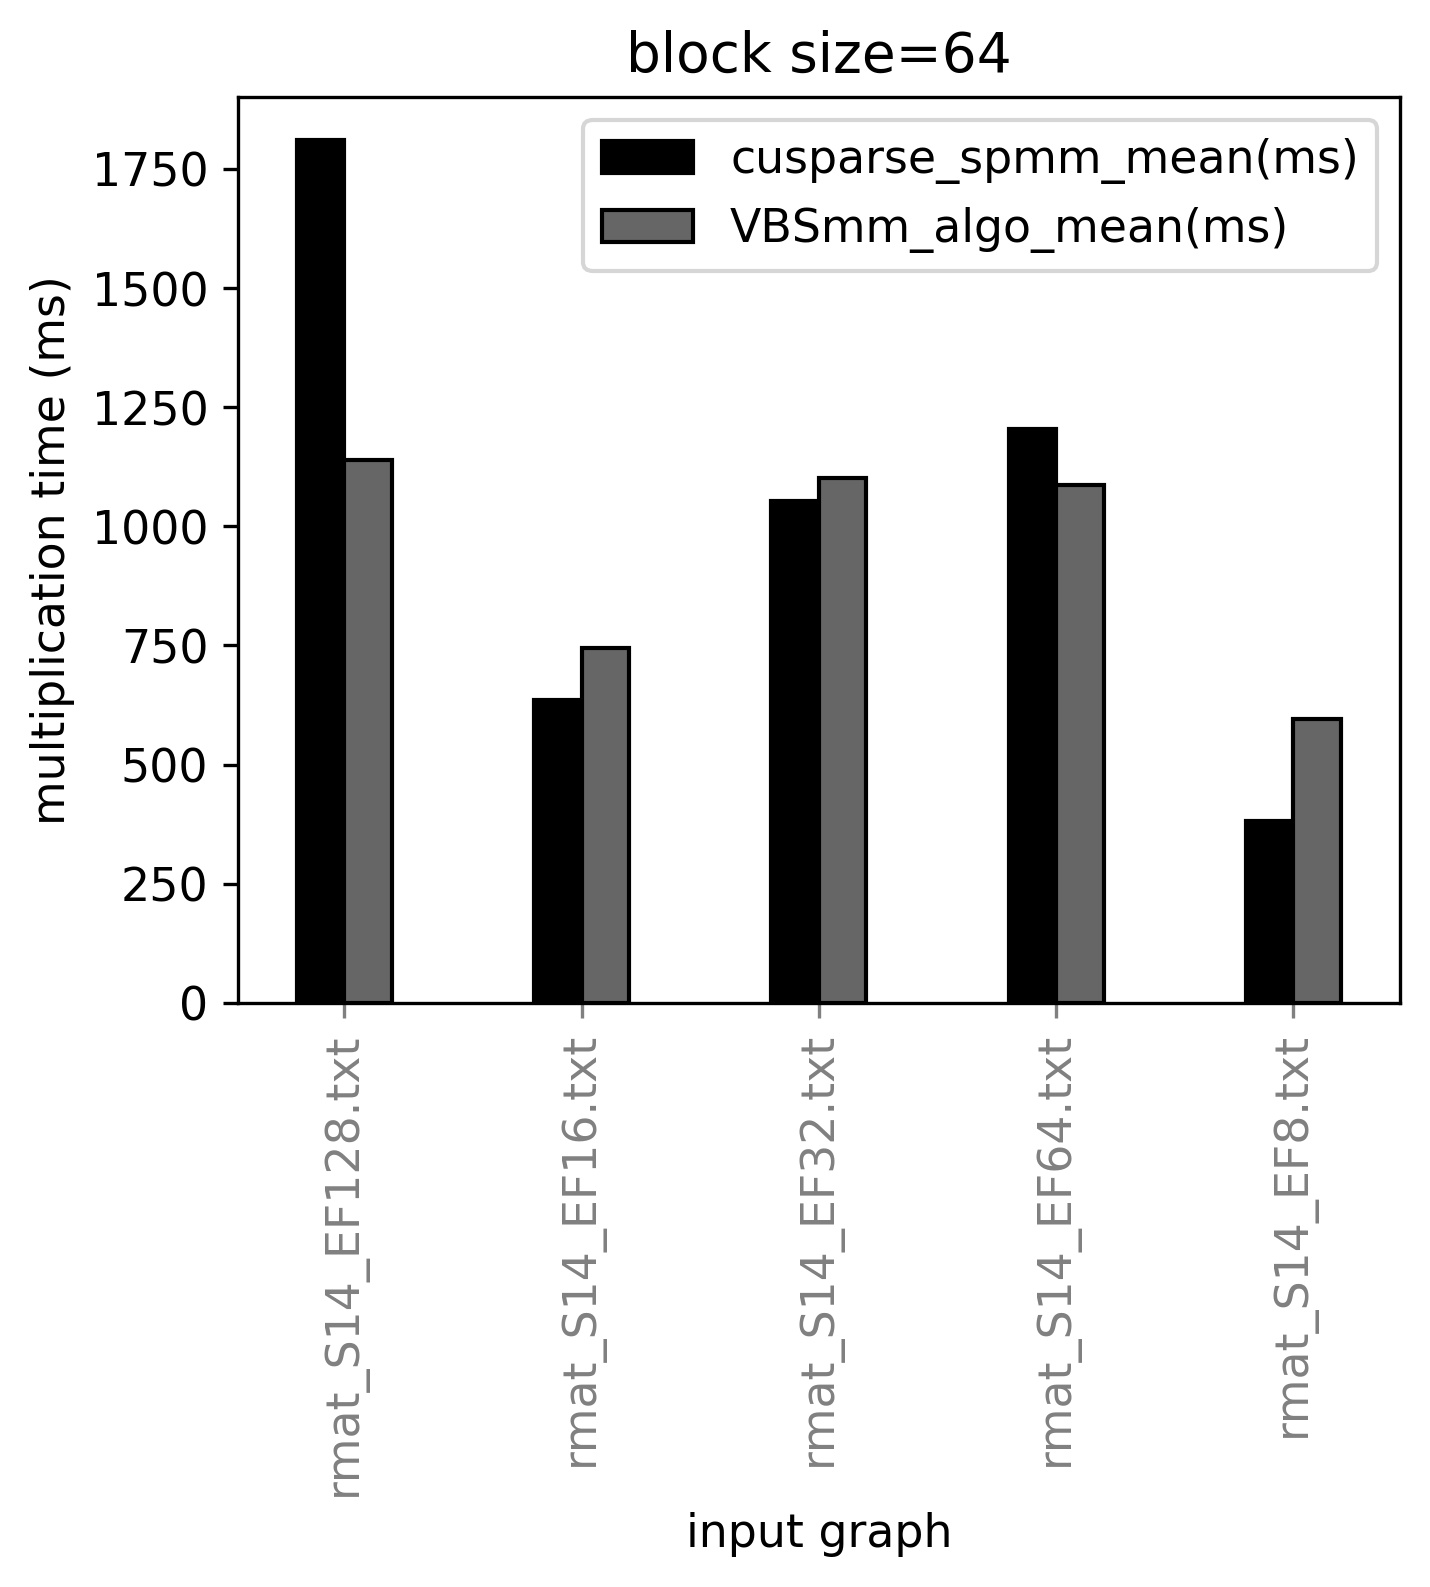 block size=64
cusparse_spmm_mean(ms)
VBSmm_algo_mean(ms)
multiplication time (ms)
1750
1500
1250
1000
750
500
250
0
rmat_S14_EF128.txt
rmat_S14_EF16.txt
rmat_S14_EF32.txt
rmat_S14_EF64.txt
rmat_S14_EF8.txt
input graph